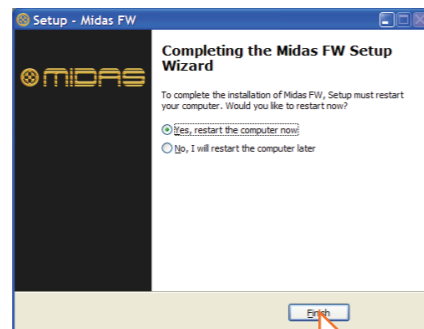 Setup - Midas FW
Completing the Midas FW Setup
Wizard
MIDAS
To complete the installation of Midas FW, Setup must restart
your computer. Would you like to restart now?
Yes, restart the computer now
No, I will restart the computer later
Finish